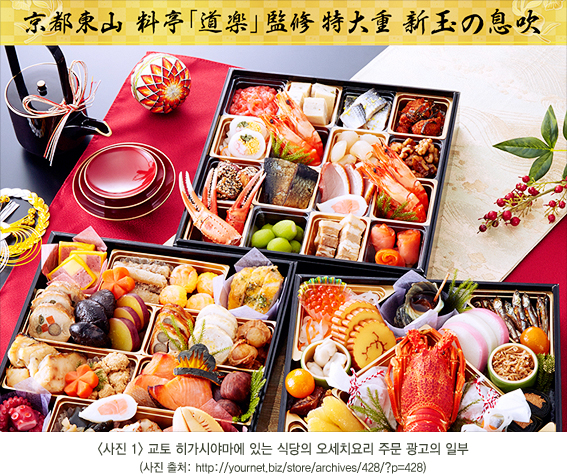 京都東山 料亭「道楽」監修 特大重 新玉の息吹
<사진 1> 교토 히가시야마에 있는 식당의 오세치요리 주문 광고의 일부
(사진 출처: http://yournet,biz/store/archives/428/?p=428)